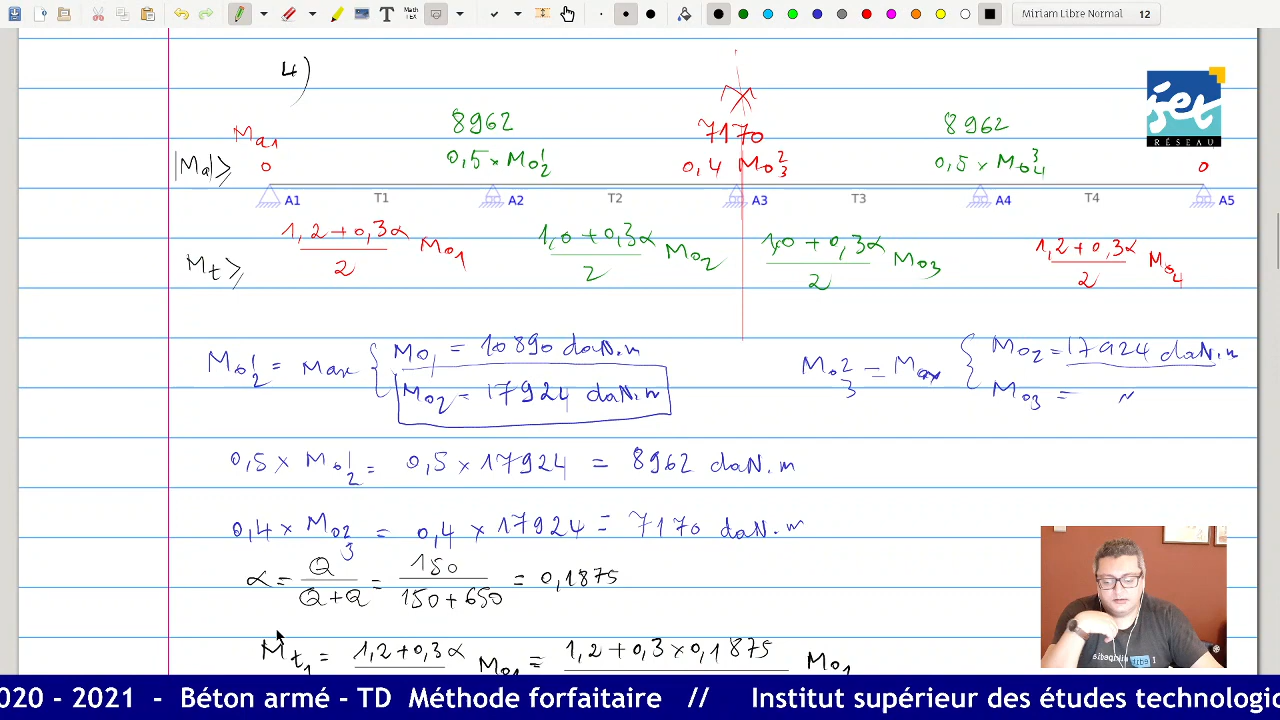 Miriam Libre Normal 12
4)
8962 7170 8962
Ma1
|Ma| ≥ 0 0,5 × Mo1/2 0,4 Mo2/3 0,5 × Mo3/4 0
A1 T1 A2 T2 A3 T3 A4 T4 A5
Mt ≥ (1,2 + 0,3α)/2 Mo1 (1,0 + 0,3α)/2 Mo2 (1,0 + 0,3α)/2 Mo3 (1,2 + 0,3α)/2 Mo4
Mo1/2 = Max { Mo1 = 10890 daN.m
Mo2 = 17924 daN.m
Mo2/3 = Max { Mo2 = 17924 daN.m
Mo3 = "
0,5 × Mo1/2 = 0,5 × 17924 = 8962 daN.m
0,4 × Mo2/3 = 0,4 × 17924 = 7170 daN.m
α = Q/(Q+Q) = 150/(150+650) = 0,1875
Mt1 = 1,2+0,3α Mo1 = 1,2 + 0,3 × 0,1875 Mo1
iset
RÉSEAU
020 - 2021 - Béton armé - TD Méthode forfaitaire // Institut supérieur des études technologi